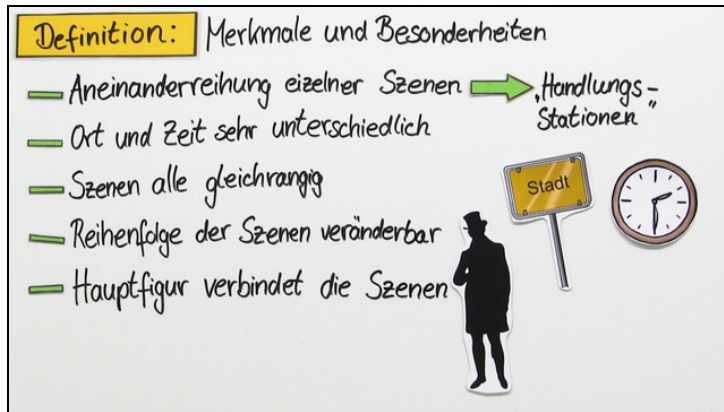 Definition: Merkmale und Besonderheiten
Aneinanderreihung eizelner Szenen „Handlungs-
Stationen"
Ort und Zeit sehr unterschiedlich
Szenen alle gleichrangig
Stadt
Reihenfolge der Szenen veränderbar
Hauptfigur verbindet die Szenen